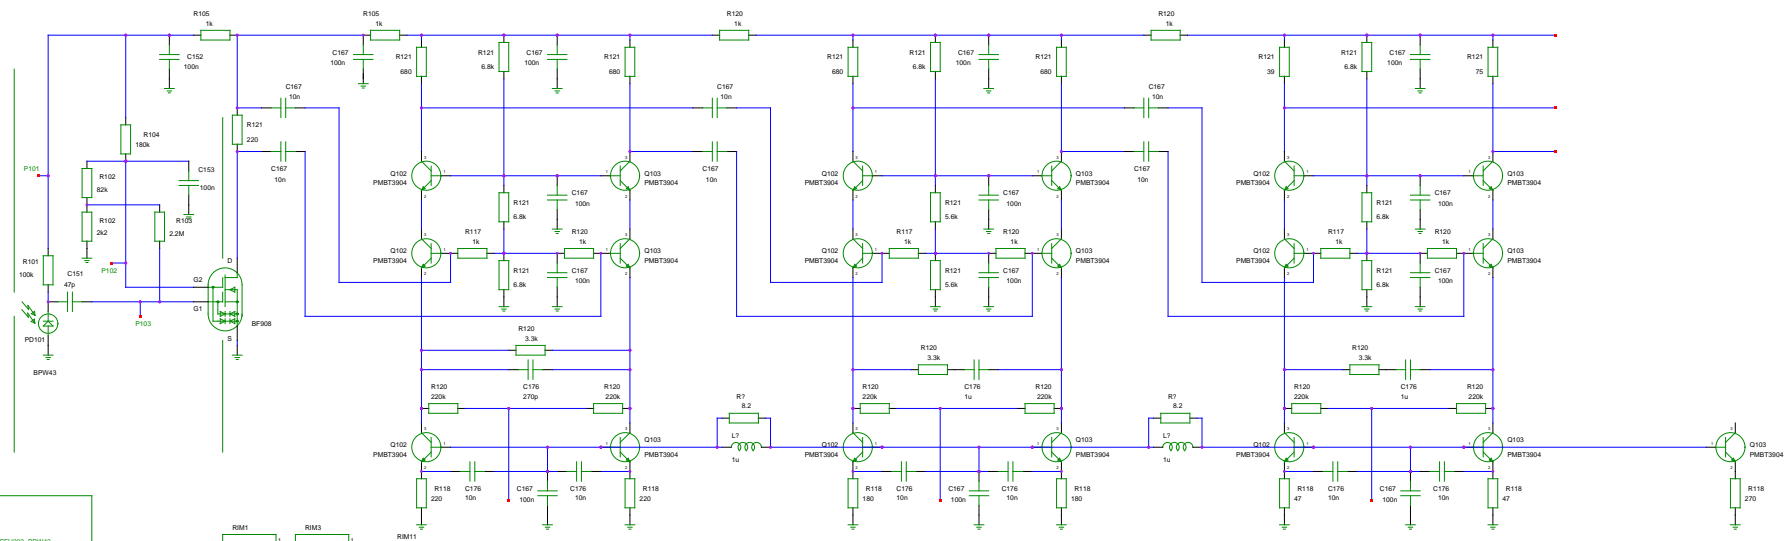 R105
1k
R105
1k
R120
1k
R120
1k
C152
100n
C167
100n
R121
680
R121
6.8k
C167
100n
R121
680
R121
680
R121
6.8k
C167
100n
R121
680
R121
39
R121
6.8k
C167
100n
R121
75
C167
10n
C167
10n
C167
10n
R104
180k
R121
220
C167
10n
C167
10n
C167
10n
P101
R102
82k
C153
100n
Q102
PMBT3904
Q103
PMBT3904
Q102
PMBT3904
Q103
PMBT3904
Q102
PMBT3904
Q103
PMBT3904
R121
6.8k
C167
100n
R121
5.6k
C167
100n
R121
6.8k
C167
100n
R102
2k2
R103
2.2M
R117
1k
R120
1k
R117
1k
R120
1k
R117
1k
R120
1k
Q102
PMBT3904
Q103
PMBT3904
Q102
PMBT3904
Q103
PMBT3904
Q102
PMBT3904
Q103
PMBT3904
R101
100k
P102
C151
47p
D
G2
G1
S
BF908
P103
PD101
BPW43
R121
6.8k
C167
100n
R121
5.6k
C167
100n
R121
6.8k
C167
100n
R120
3.3k
C176
270p
R120
3.3k
C176
1u
R120
3.3k
C176
1u
R120
220k
R120
220k
R120
220k
R120
220k
R120
220k
R120
220k
R?
8.2
L?
1u
R?
8.2
L?
1u
Q102
PMBT3904
Q103
PMBT3904
Q102
PMBT3904
Q103
PMBT3904
Q102
PMBT3904
Q103
PMBT3904
Q103
PMBT3904
R118
220
C176
10n
C167
100n
C176
10n
R118
220
R118
180
C176
10n
C167
100n
C176
10n
R118
180
R118
47
C176
10n
C167
100n
C176
10n
R118
47
R118
270
RIM1
RIM3
RIM11